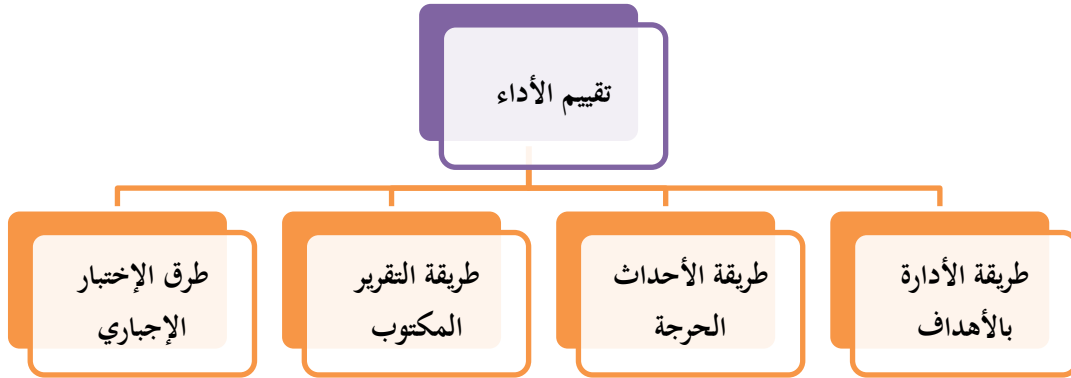 تقييم الأداء
طريقة الأدارة
بالأهداف
طريقة الأحداث
الحرجة
طريقة التقرير
المكتوب
طرق الإختبار
الإجباري